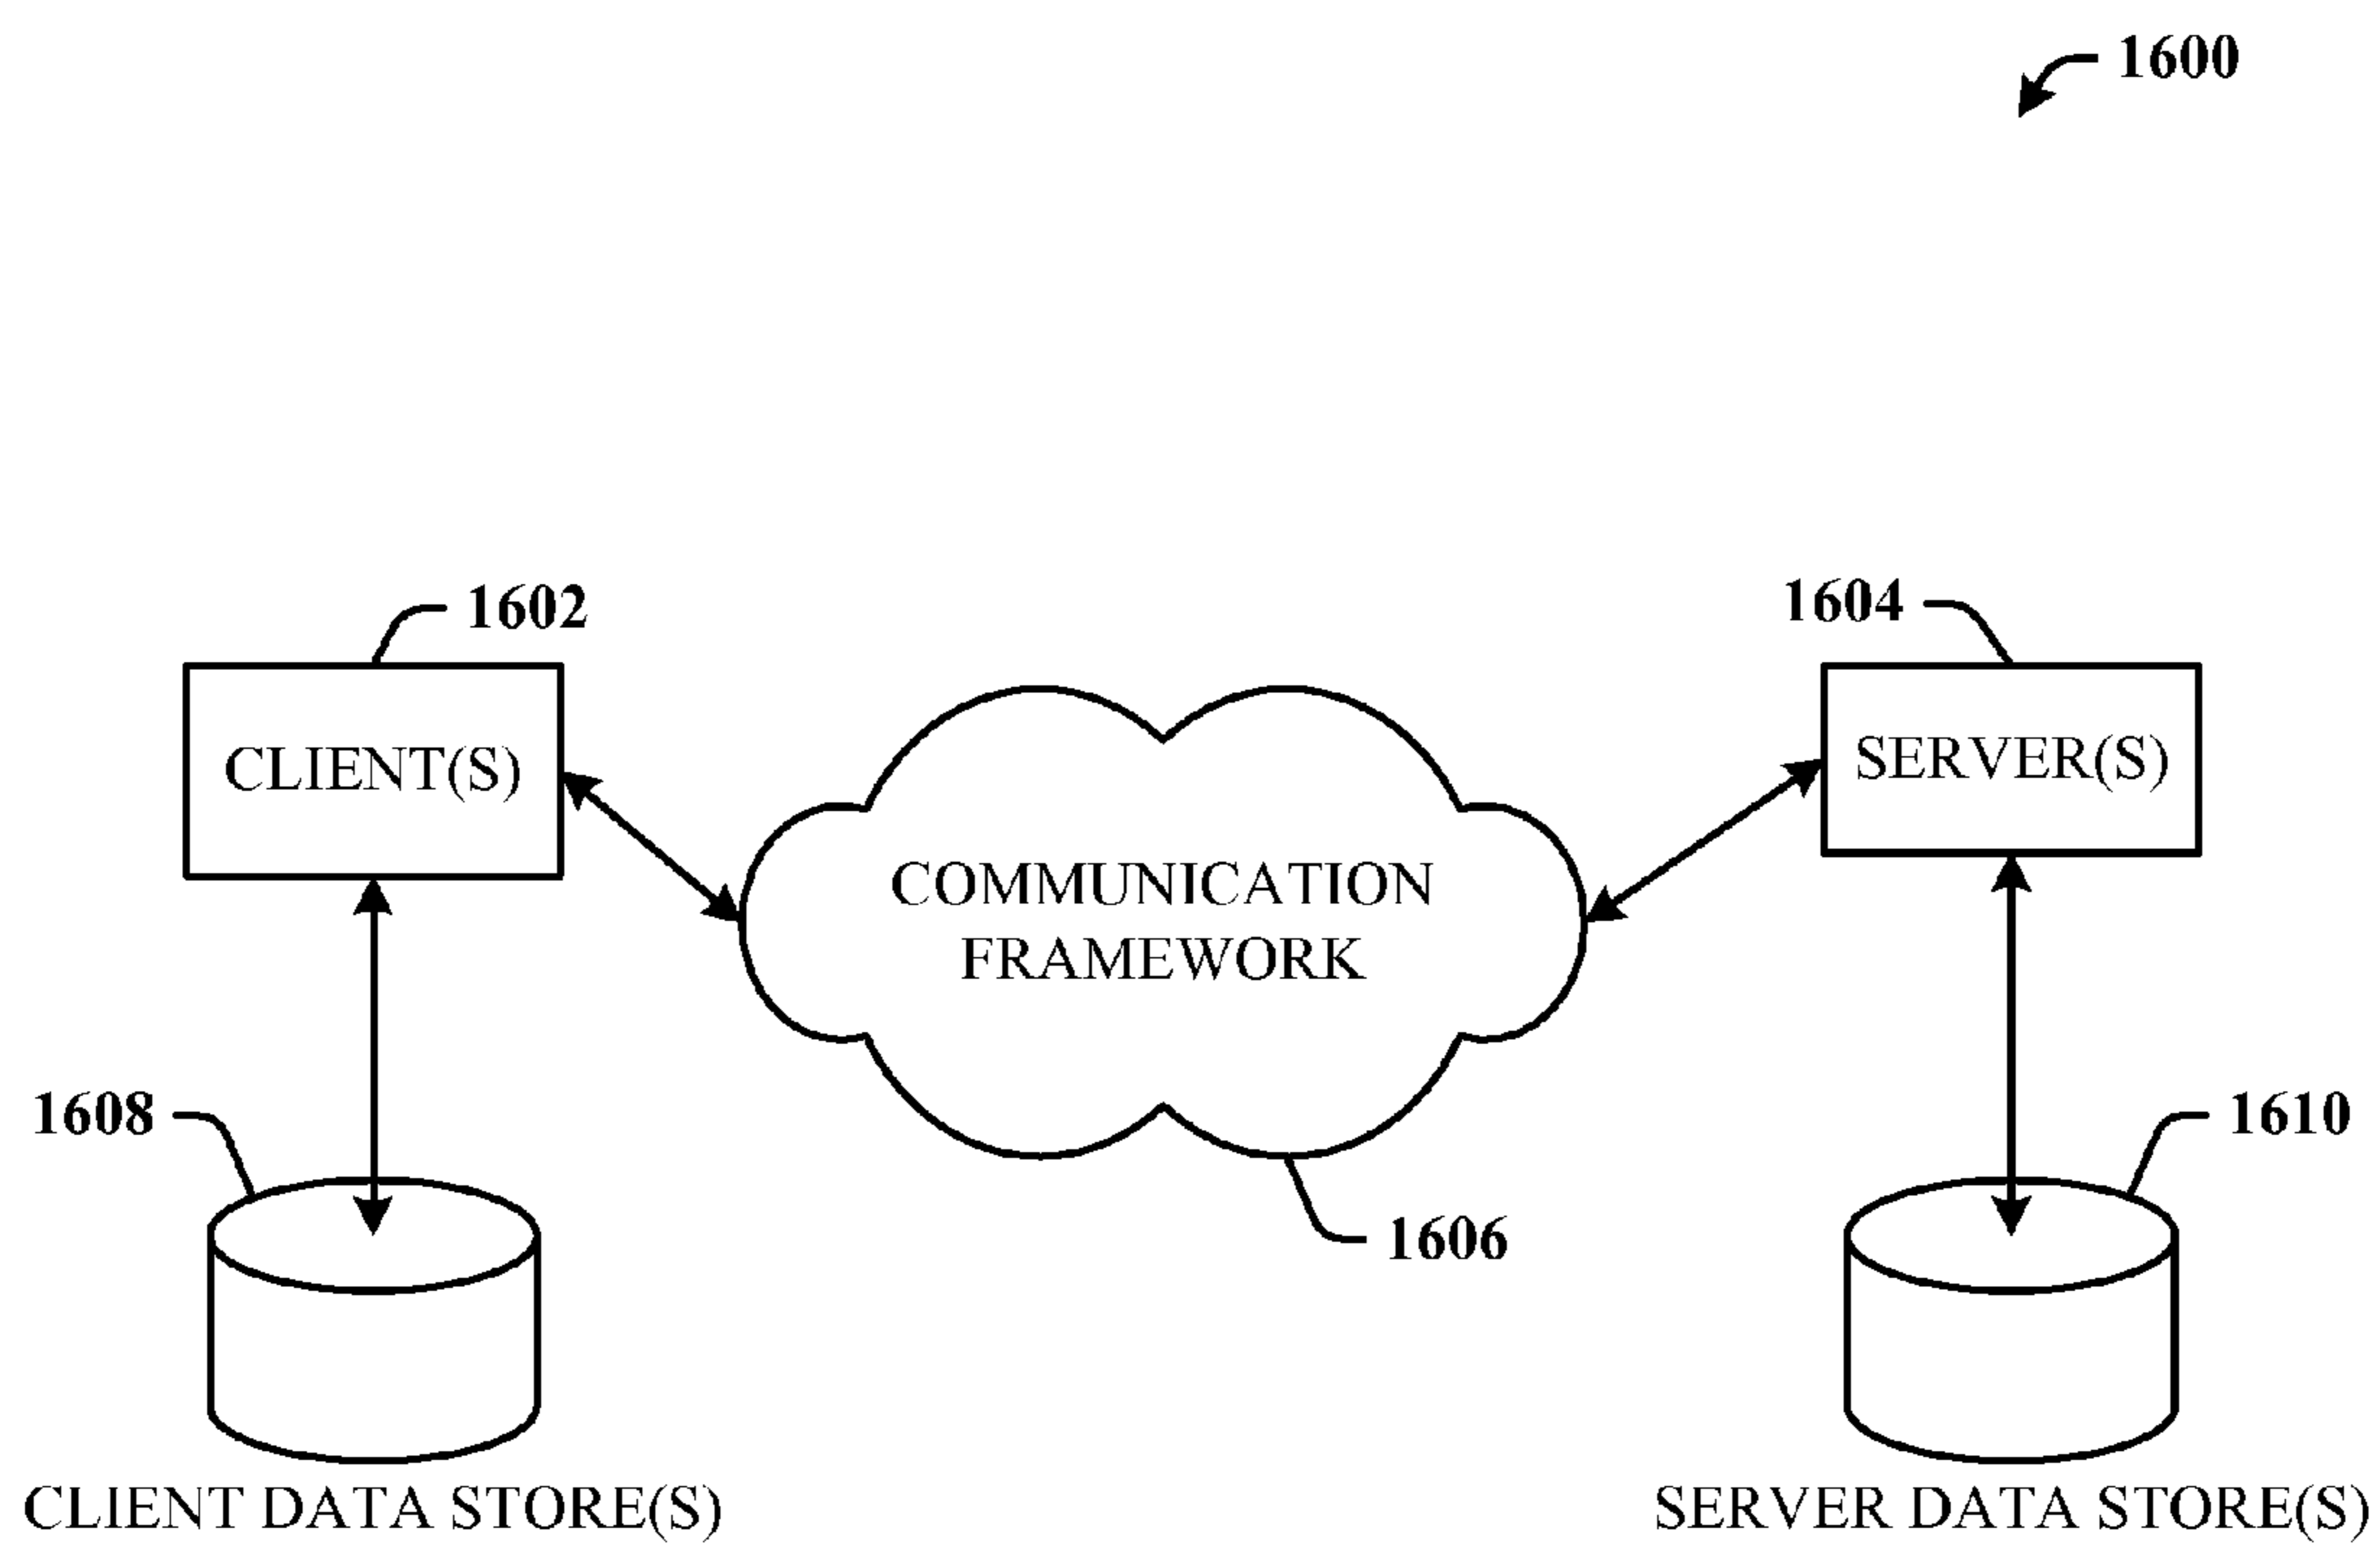 1600
1602
1604
CLIENT(S)
SERVER(S)
COMMUNICATION
FRAMEWORK
1608
1610
1606
CLIENT DATA STORE(S)
SERVER DATA STORE(S)